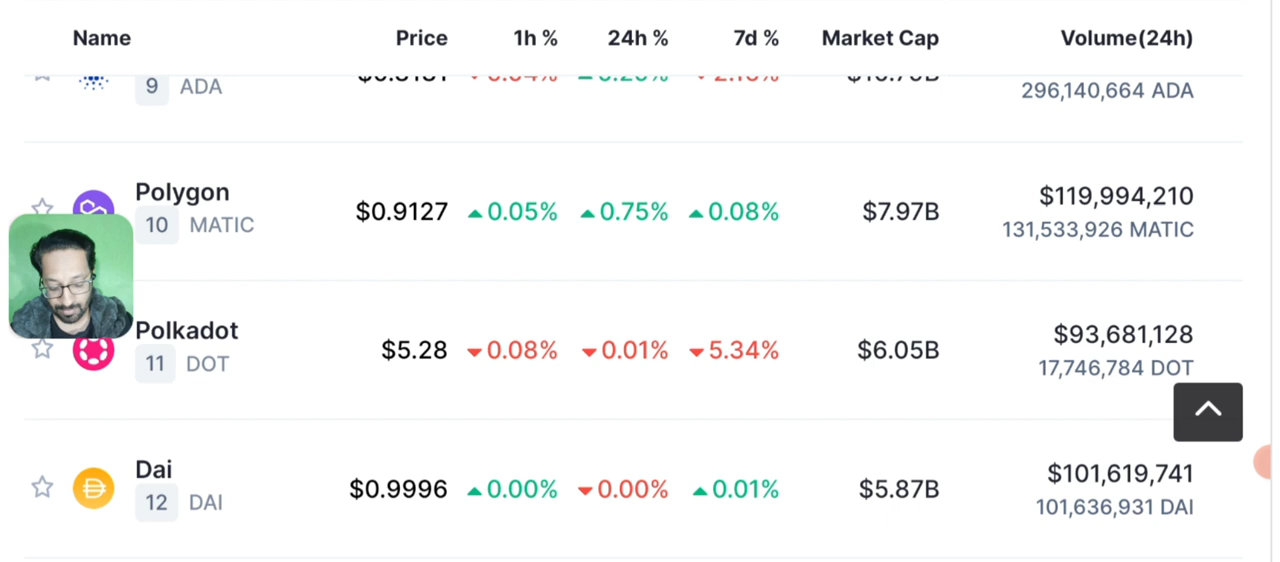 Name Price 1h % 24h % 7d % Market Cap Volume(24h)
9 ADA 296,140,664 ADA
Polygon
10 MATIC
$0.9127 0.05% 0.75% 0.08% $7.97B $119,994,210
131,533,926 MATIC
Polkadot
11 DOT
$5.28 0.08% 0.01% 5.34% $6.05B $93,681,128
17,746,784 DOT
Dai
12 DAI
$0.9996 0.00% 0.00% 0.01% $5.87B $101,619,741
101,636,931 DAI